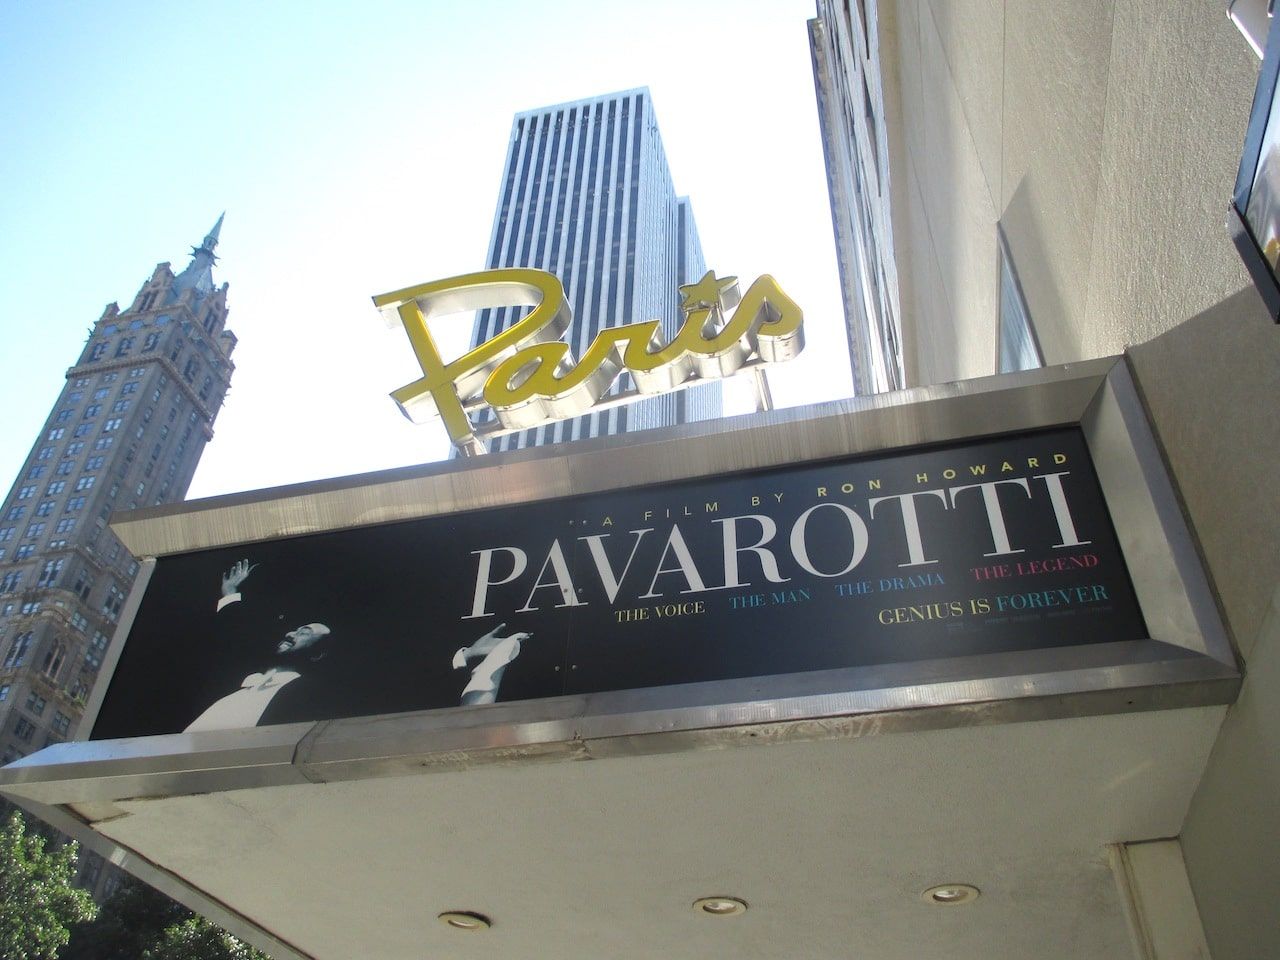 Paris
A FILM BY RON HOWARD
PAVAROTTI
THE VOICE THE MAN THE DRAMA THE LEGEND
GENIUS IS FOREVER